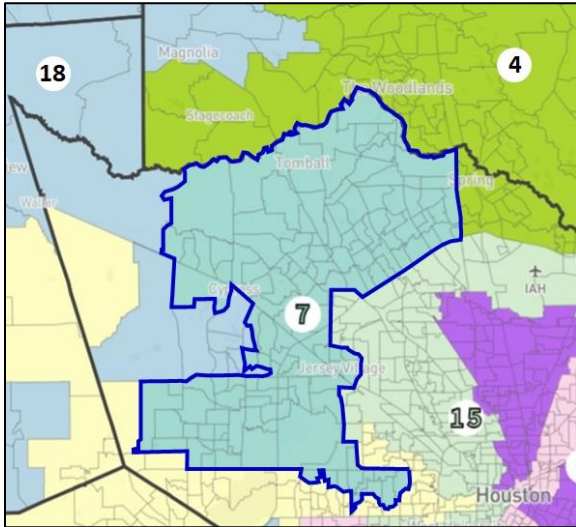 Magnolia
18
4
The Woodlands
Stagecoach
Tomball
Spring
Waller
Cypress
IAH
7
Jersey Village
15
Houston